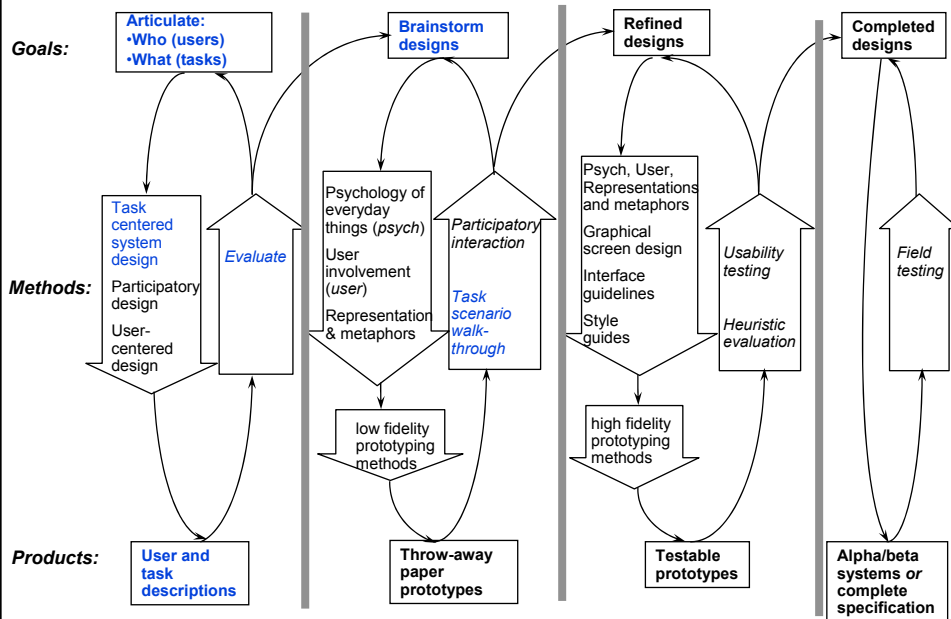 Goals:
Articulate:
•Who (users)
•What (tasks)
Brainstorm
designs
Refined
designs
Completed
designs
Methods:
Task
centered
system
design
Participatory
design
User-
centered
design
Evaluate
Psychology of
everyday
things (psych)
User
involvement
(user)
Representation
& metaphors
low fidelity
prototyping
methods
Participatory
interaction
Task
scenario
walk-
through
Psych, User,
Representations
and metaphors
Graphical
screen design
Interface
guidelines
Style
guides
high fidelity
prototyping
methods
Usability
testing
Heuristic
evaluation
Field
testing
Products:
User and
task
descriptions
Throw-away
paper
prototypes
Testable
prototypes
Alpha/beta
systems or
complete
specification